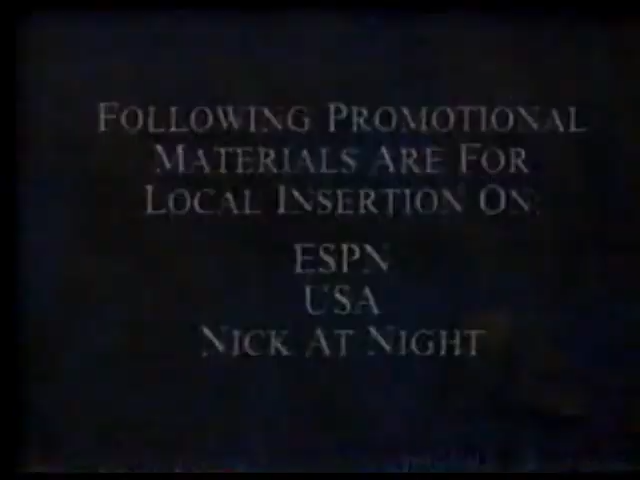 FOLLOWING PROMOTIONAL
MATERIALS ARE FOR
LOCAL INSERTION ON:
ESPN
USA
NICK AT NIGHT